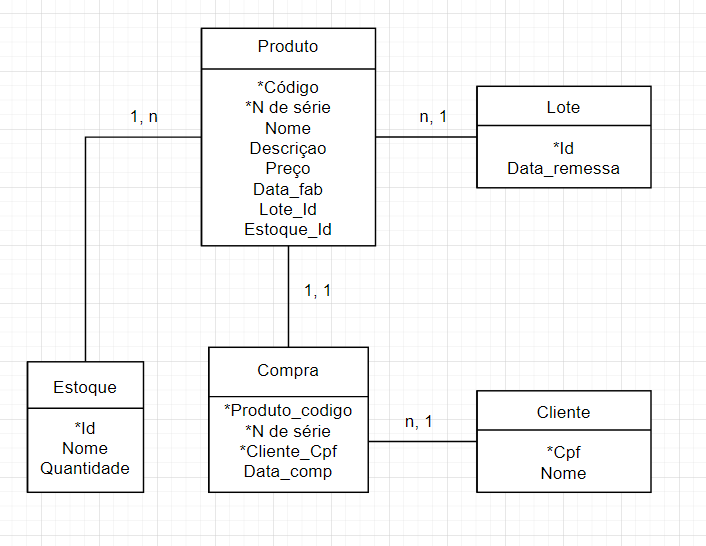 Produto
*Código
*N de série
Nome
Descriçao
Preço
Data_fab
Lote_Id
Estoque_Id
1, n
n, 1
Lote
*Id
Data_remessa
1, 1
Estoque
*Id
Nome
Quantidade
Compra
*Produto_codigo
*N de série
*Cliente_Cpf
Data_comp
n, 1
Cliente
*Cpf
Nome